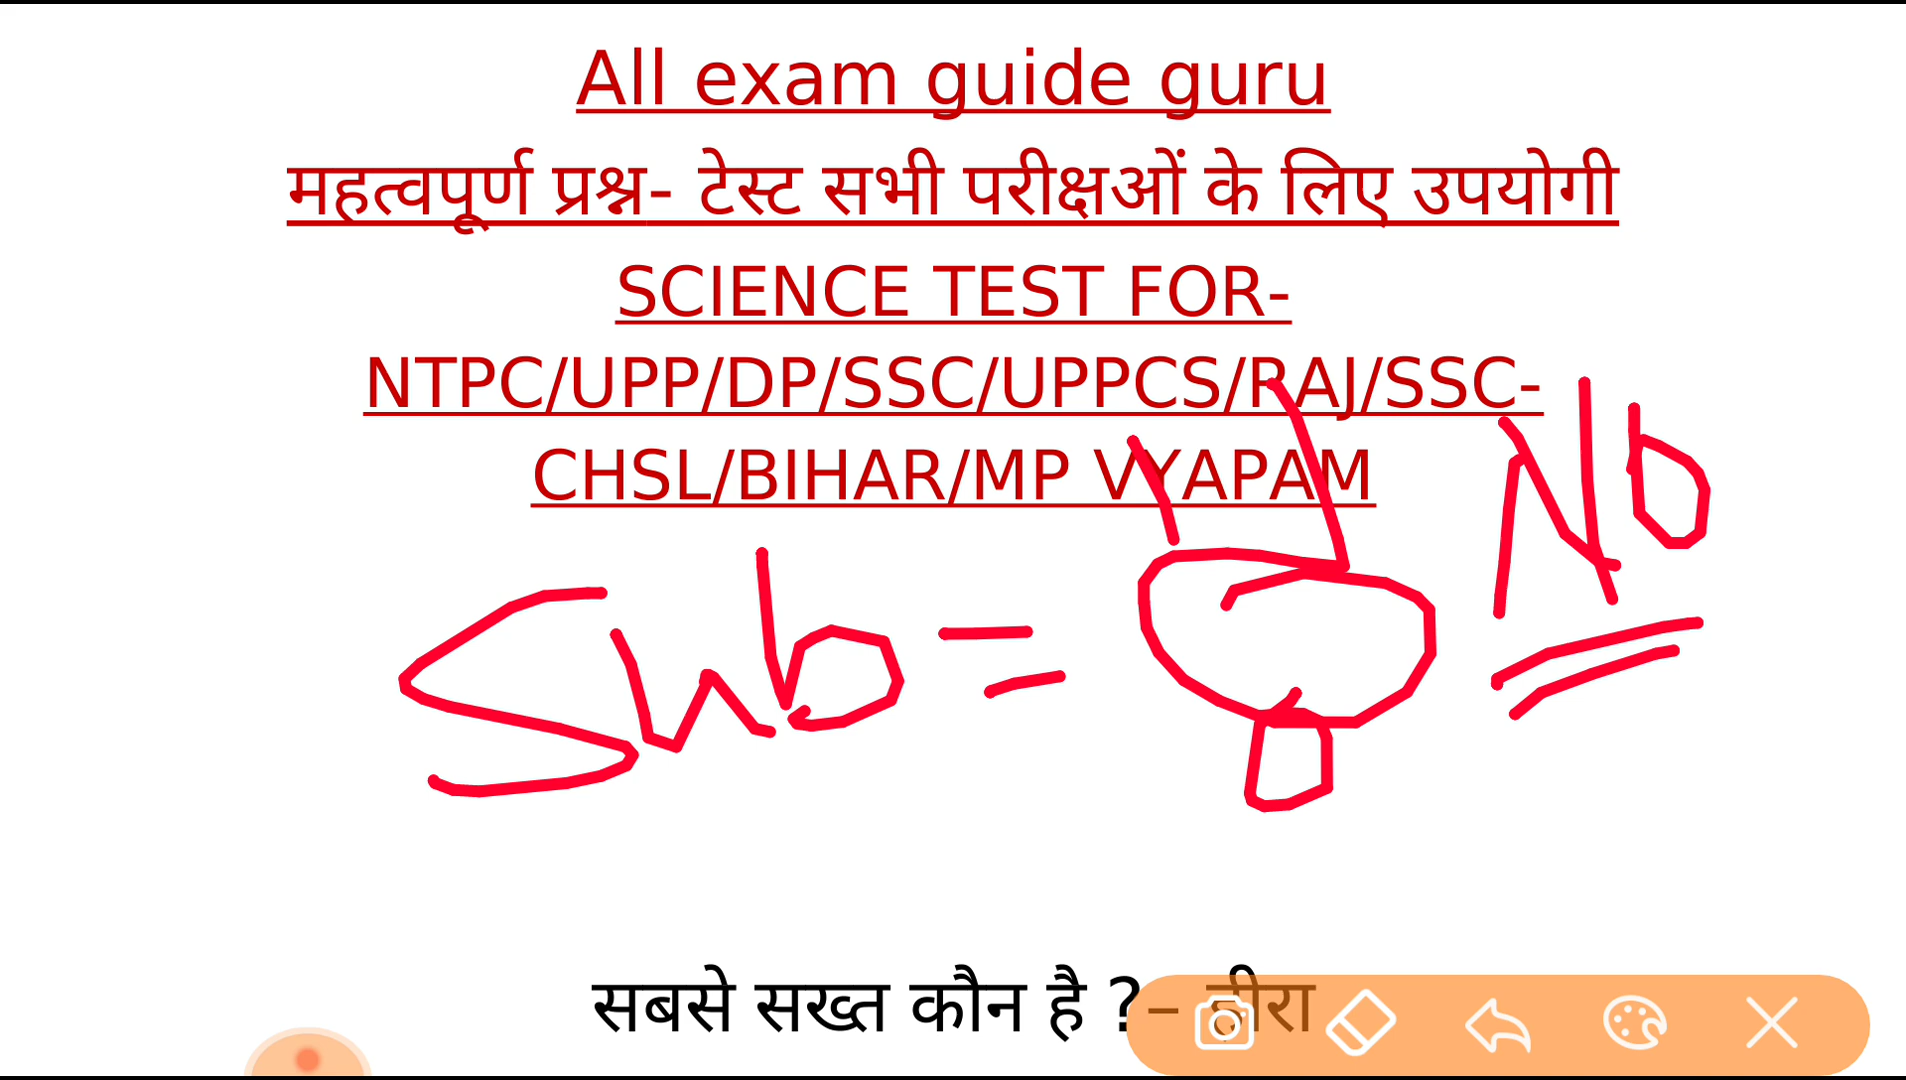 All exam guide guru
महत्वपूर्ण प्रश्न- टेस्ट सभी परीक्षओं के लिए उपयोगी
SCIENCE TEST FOR-
NTPC/UPP/DP/SSC/UPPCS/RAJ/SSC-
CHSL/BIHAR/MP VYAPAM
Sub = Nb
सबसे सख्त कौन है ?– हीरा